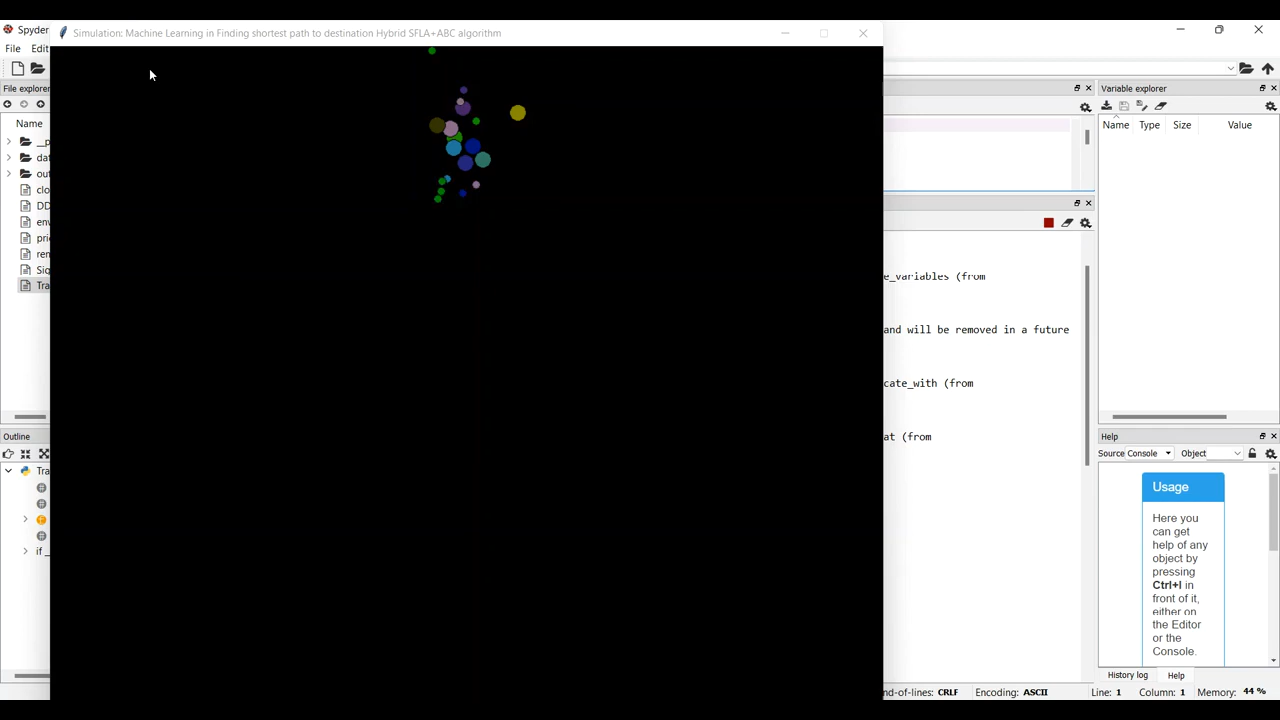 Spyder
Simulation: Machine Learning in Finding shortest path to destination Hybrid SFLA+ABC algorithm
File Edit
File explorer
Variable explorer
Name
Name Type Size Value
e_variables (from
and will be removed in a future
cate_with (from
at (from
Outline
Help
Source Console Object
Usage
Here you
can get
help of any
object by
pressing
Ctrl+I in
front of it,
either on
the Editor
or the
Console.
if _
History log Help
nd-of-lines: CRLF Encoding: ASCII Line: 1 Column: 1 Memory: 44 %